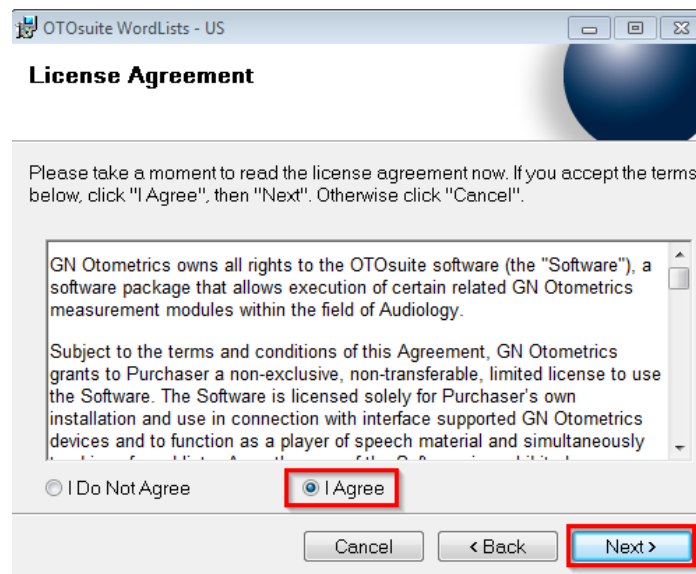 OTOsuite WordLists - US
License Agreement
Please take a moment to read the license agreement now. If you accept the terms
below, click "I Agree", then "Next". Otherwise click "Cancel".
GN Otometrics owns all rights to the OTOsuite software (the "Software"), a
software package that allows execution of certain related GN Otometrics
measurement modules within the field of Audiology.
Subject to the terms and conditions of this Agreement, GN Otometrics
grants to Purchaser a non-exclusive, non-transferable, limited license to use
the Software. The Software is licensed solely for Purchaser's own
installation and use in connection with interface supported GN Otometrics
devices and to function as a player of speech material and simultaneously
I Do Not Agree
I Agree
Cancel
< Back
Next >